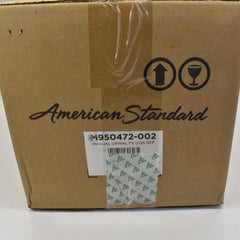 American Standard
M950472-002
MANUAL URINAL FV 0.125 GPF